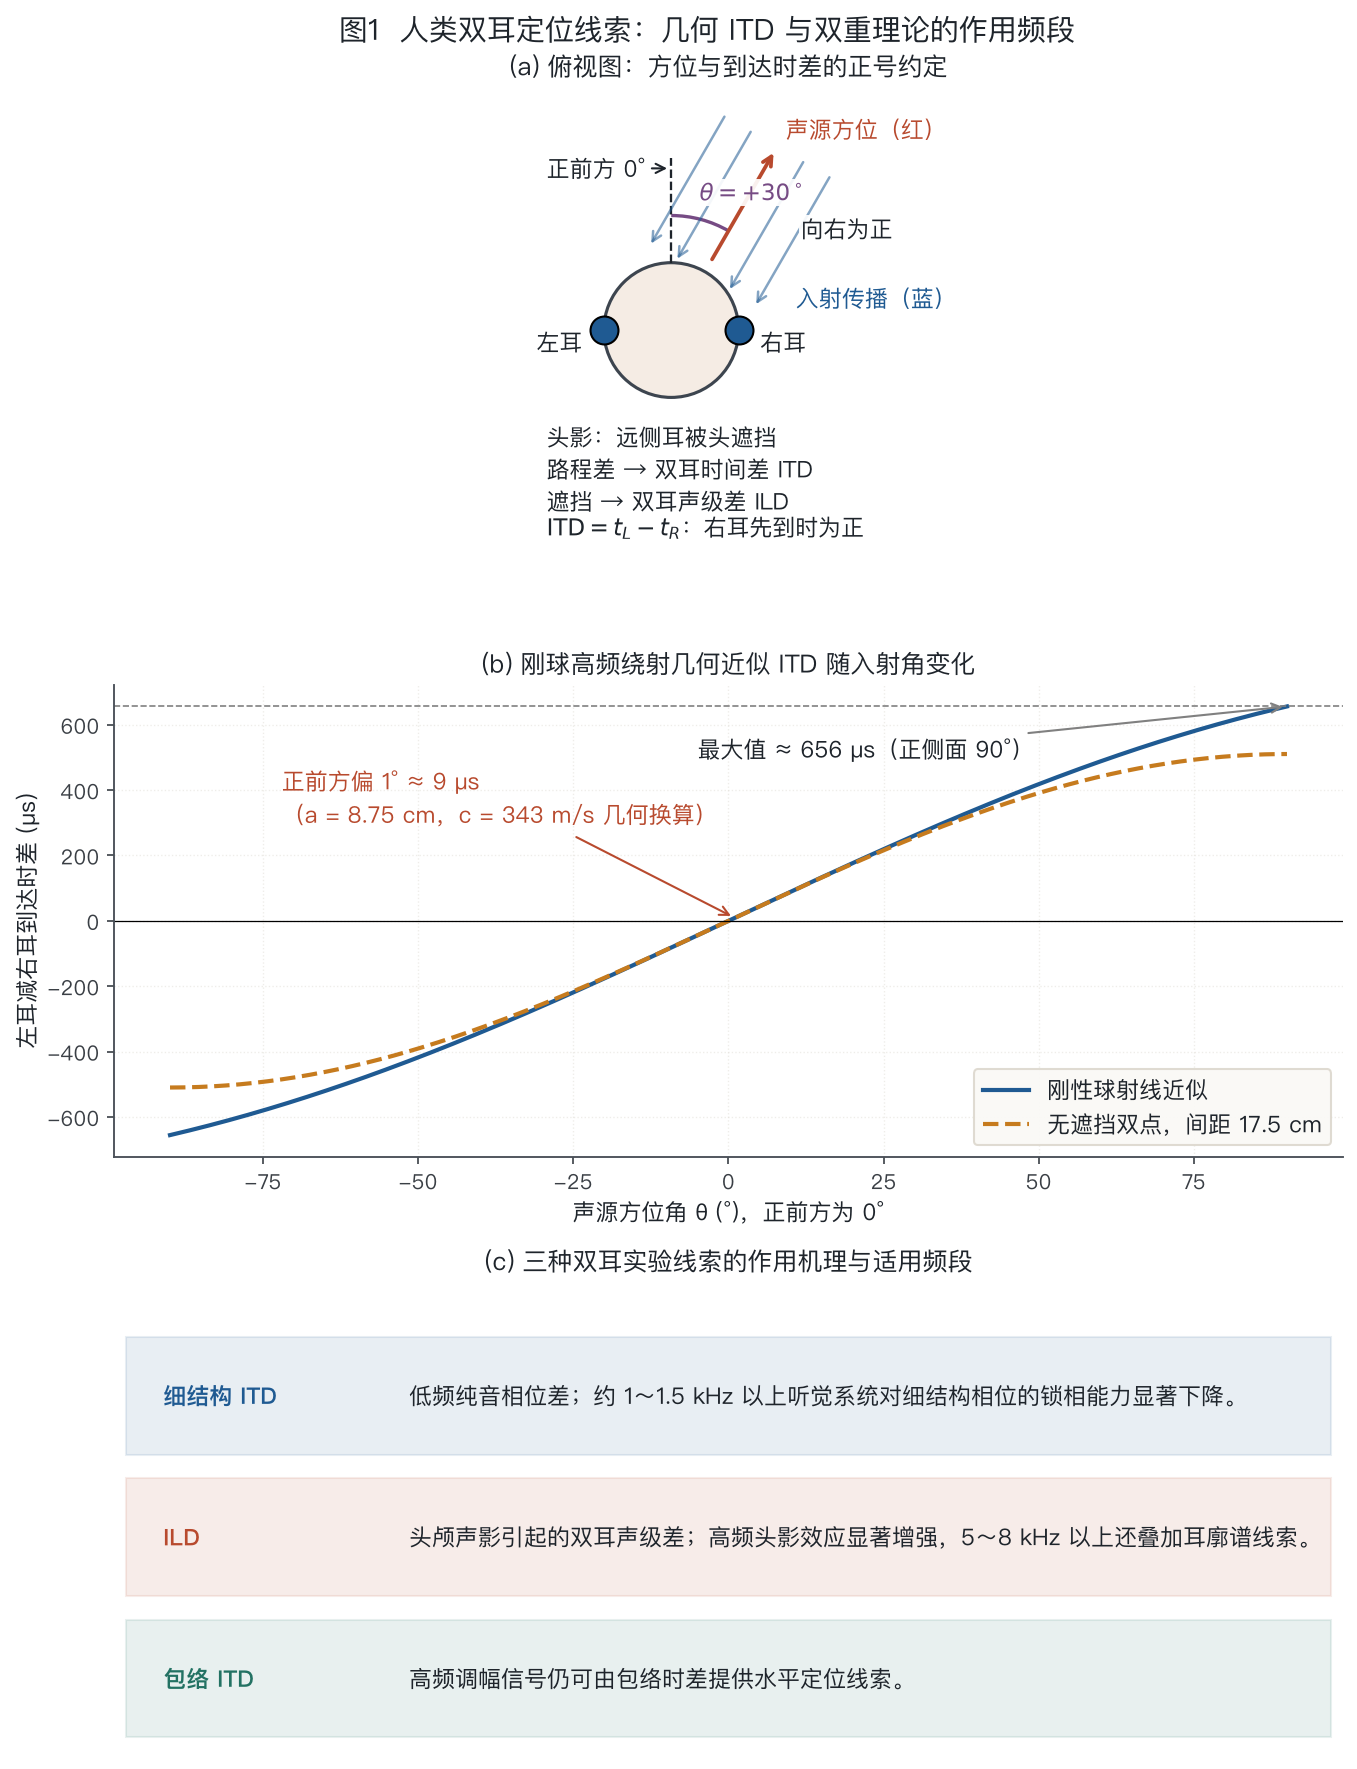 图1  人类双耳定位线索：几何 ITD 与双重理论的作用频段
(a) 俯视图：方位与到达时差的正号约定
声源方位（红）
正前方 0°
θ = +30°
向右为正
入射传播（蓝）
左耳
右耳
头影：远侧耳被头遮挡
路程差 → 双耳时间差 ITD
遮挡 → 双耳声级差 ILD
ITD = t_L − t_R：右耳先到时为正
(b) 刚球高频绕射几何近似 ITD 随入射角变化
左耳减右耳到达时差 (μs)
600
400
200
0
−200
−400
−600
最大值 ≈ 656 μs（正侧面 90°）
正前方偏 1° ≈ 9 μs
（a = 8.75 cm，c = 343 m/s 几何换算）
刚性球射线近似
无遮挡双点，间距 17.5 cm
−75
−50
−25
0
25
50
75
声源方位角 θ (°)，正前方为 0°
(c) 三种双耳实验线索的作用机理与适用频段
细结构 ITD
低频纯音相位差；约 1～1.5 kHz 以上听觉系统对细结构相位的锁相能力显著下降。
ILD
头颅声影引起的双耳声级差；高频头影效应显著增强，5～8 kHz 以上还叠加耳廓谱线索。
包络 ITD
高频调幅信号仍可由包络时差提供水平定位线索。